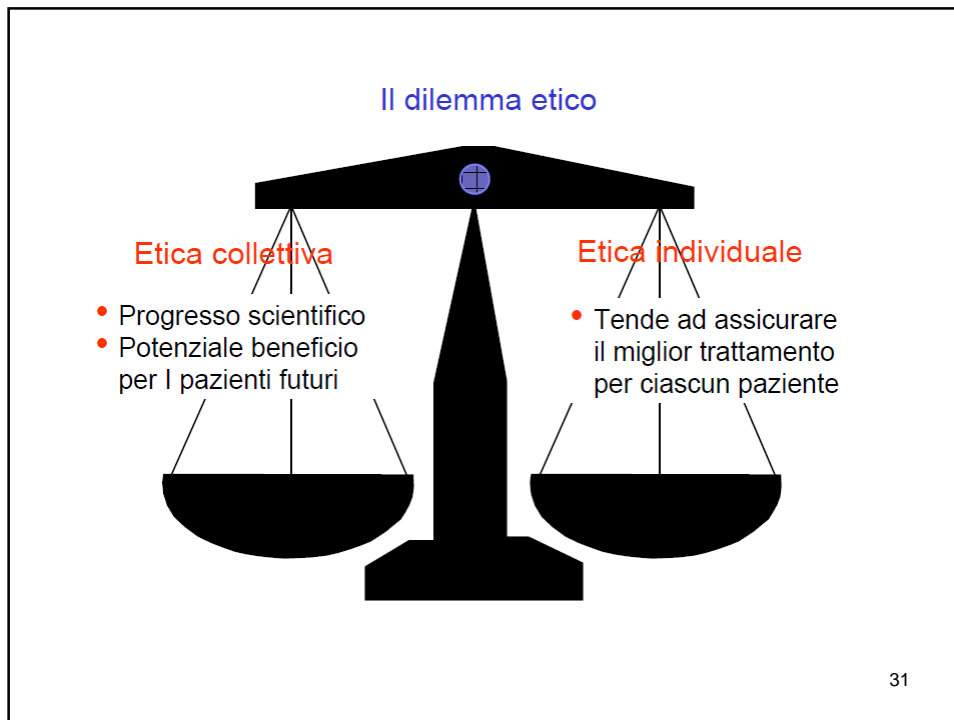 Il dilemma etico
Etica collettiva
• Progresso scientifico
• Potenziale beneficio
per I pazienti futuri
Etica individuale
• Tende ad assicurare
il miglior trattamento
per ciascun paziente
31